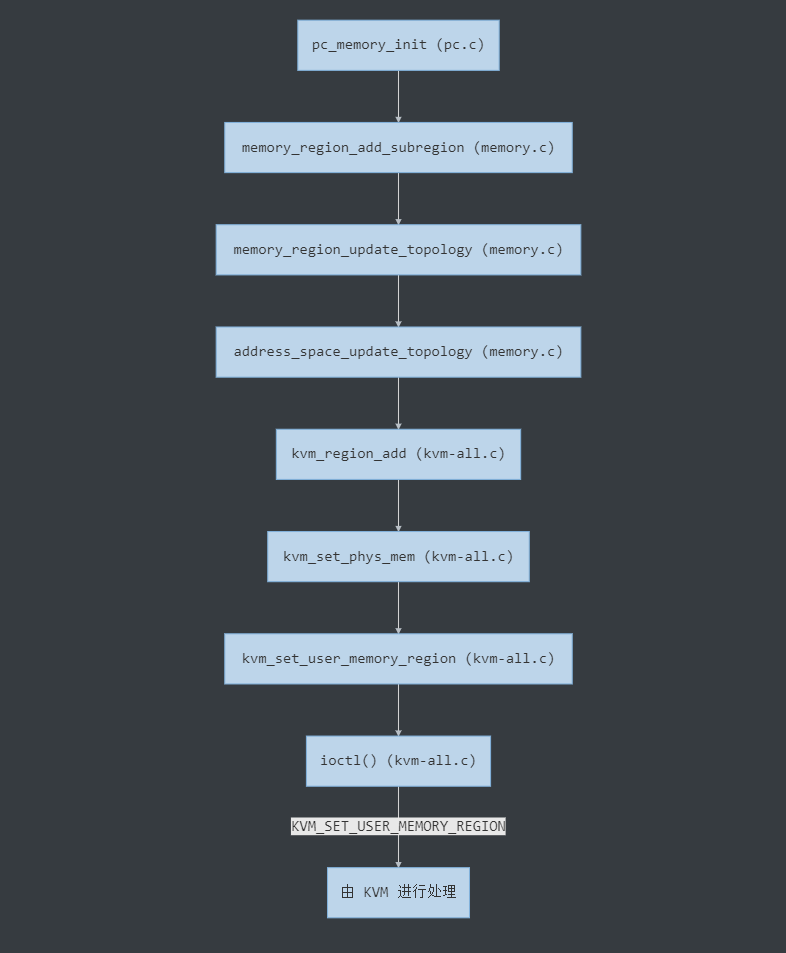 pc_memory_init (pc.c)
memory_region_add_subregion (memory.c)
memory_region_update_topology (memory.c)
address_space_update_topology (memory.c)
kvm_region_add (kvm-all.c)
kvm_set_phys_mem (kvm-all.c)
kvm_set_user_memory_region (kvm-all.c)
ioctl() (kvm-all.c)
KVM_SET_USER_MEMORY_REGION
由 KVM 进行处理